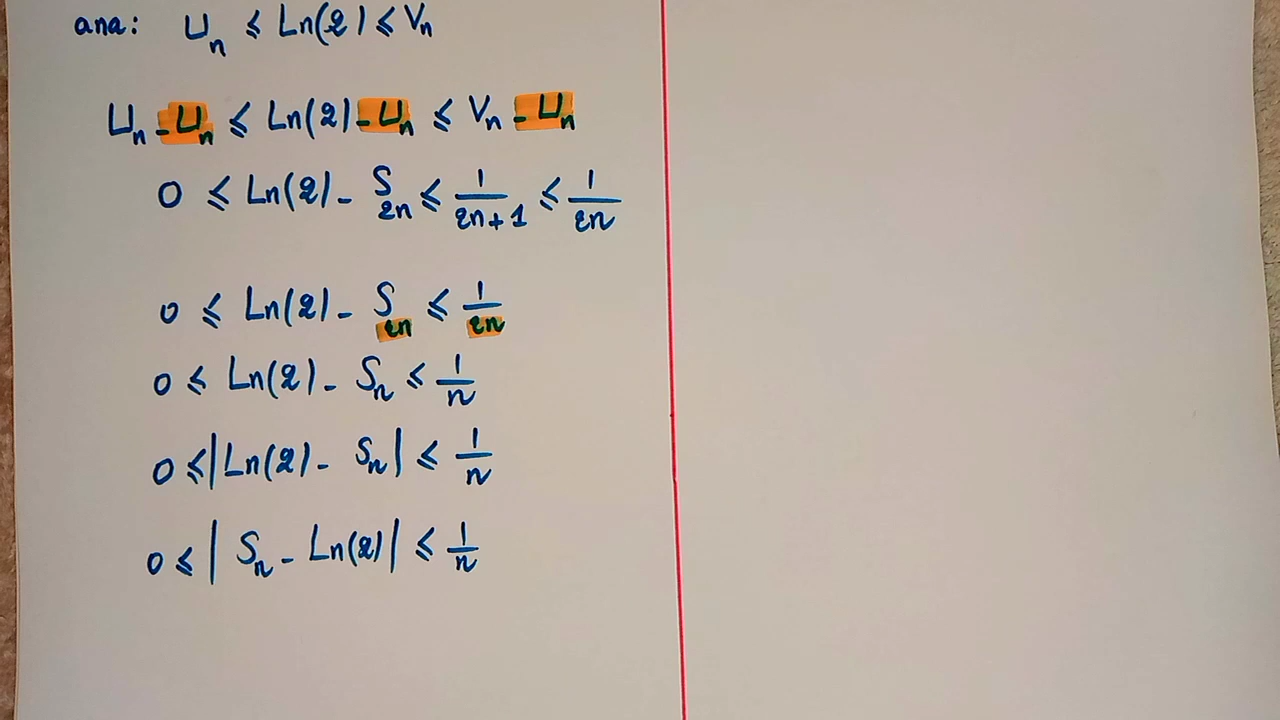 ana: Un ≤ Ln(2) ≤ Vn
Un - Un ≤ Ln(2) - Un ≤ Vn - Un
0 ≤ Ln(2) - S2n ≤ 1/2n+1 ≤ 1/2n
0 ≤ Ln(2) - S2n ≤ 1/2n
0 ≤ Ln(2) - Sn ≤ 1/n
0 ≤ |Ln(2) - Sn| ≤ 1/n
0 ≤ | Sn - Ln(2)| ≤ 1/n